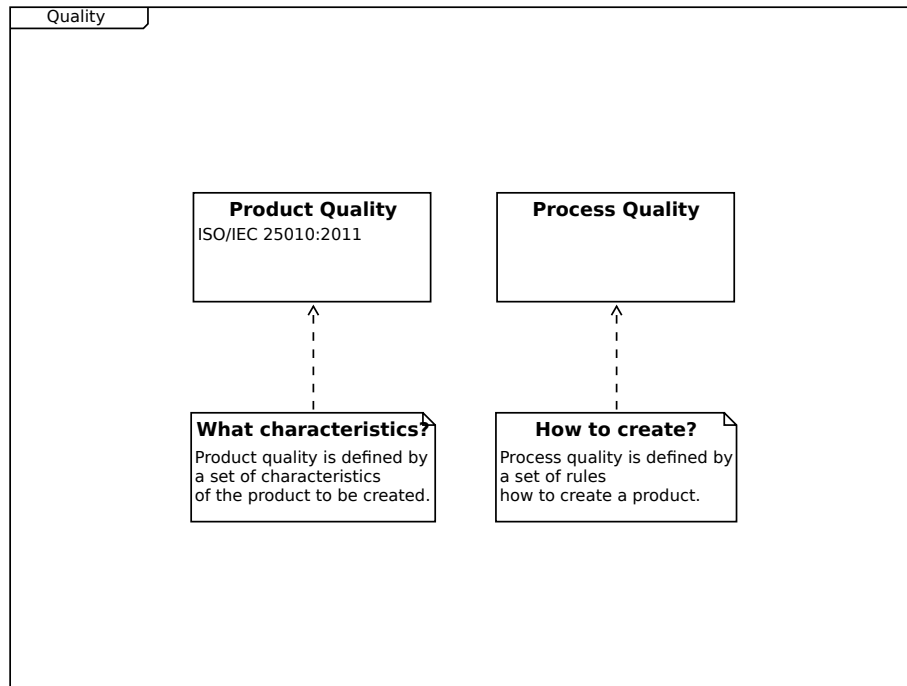 Quality
Product Quality
ISO/IEC 25010:2011
Process Quality
What characteristics?
Product quality is defined by
a set of characteristics
of the product to be created.
How to create?
Process quality is defined by
a set of rules
how to create a product.